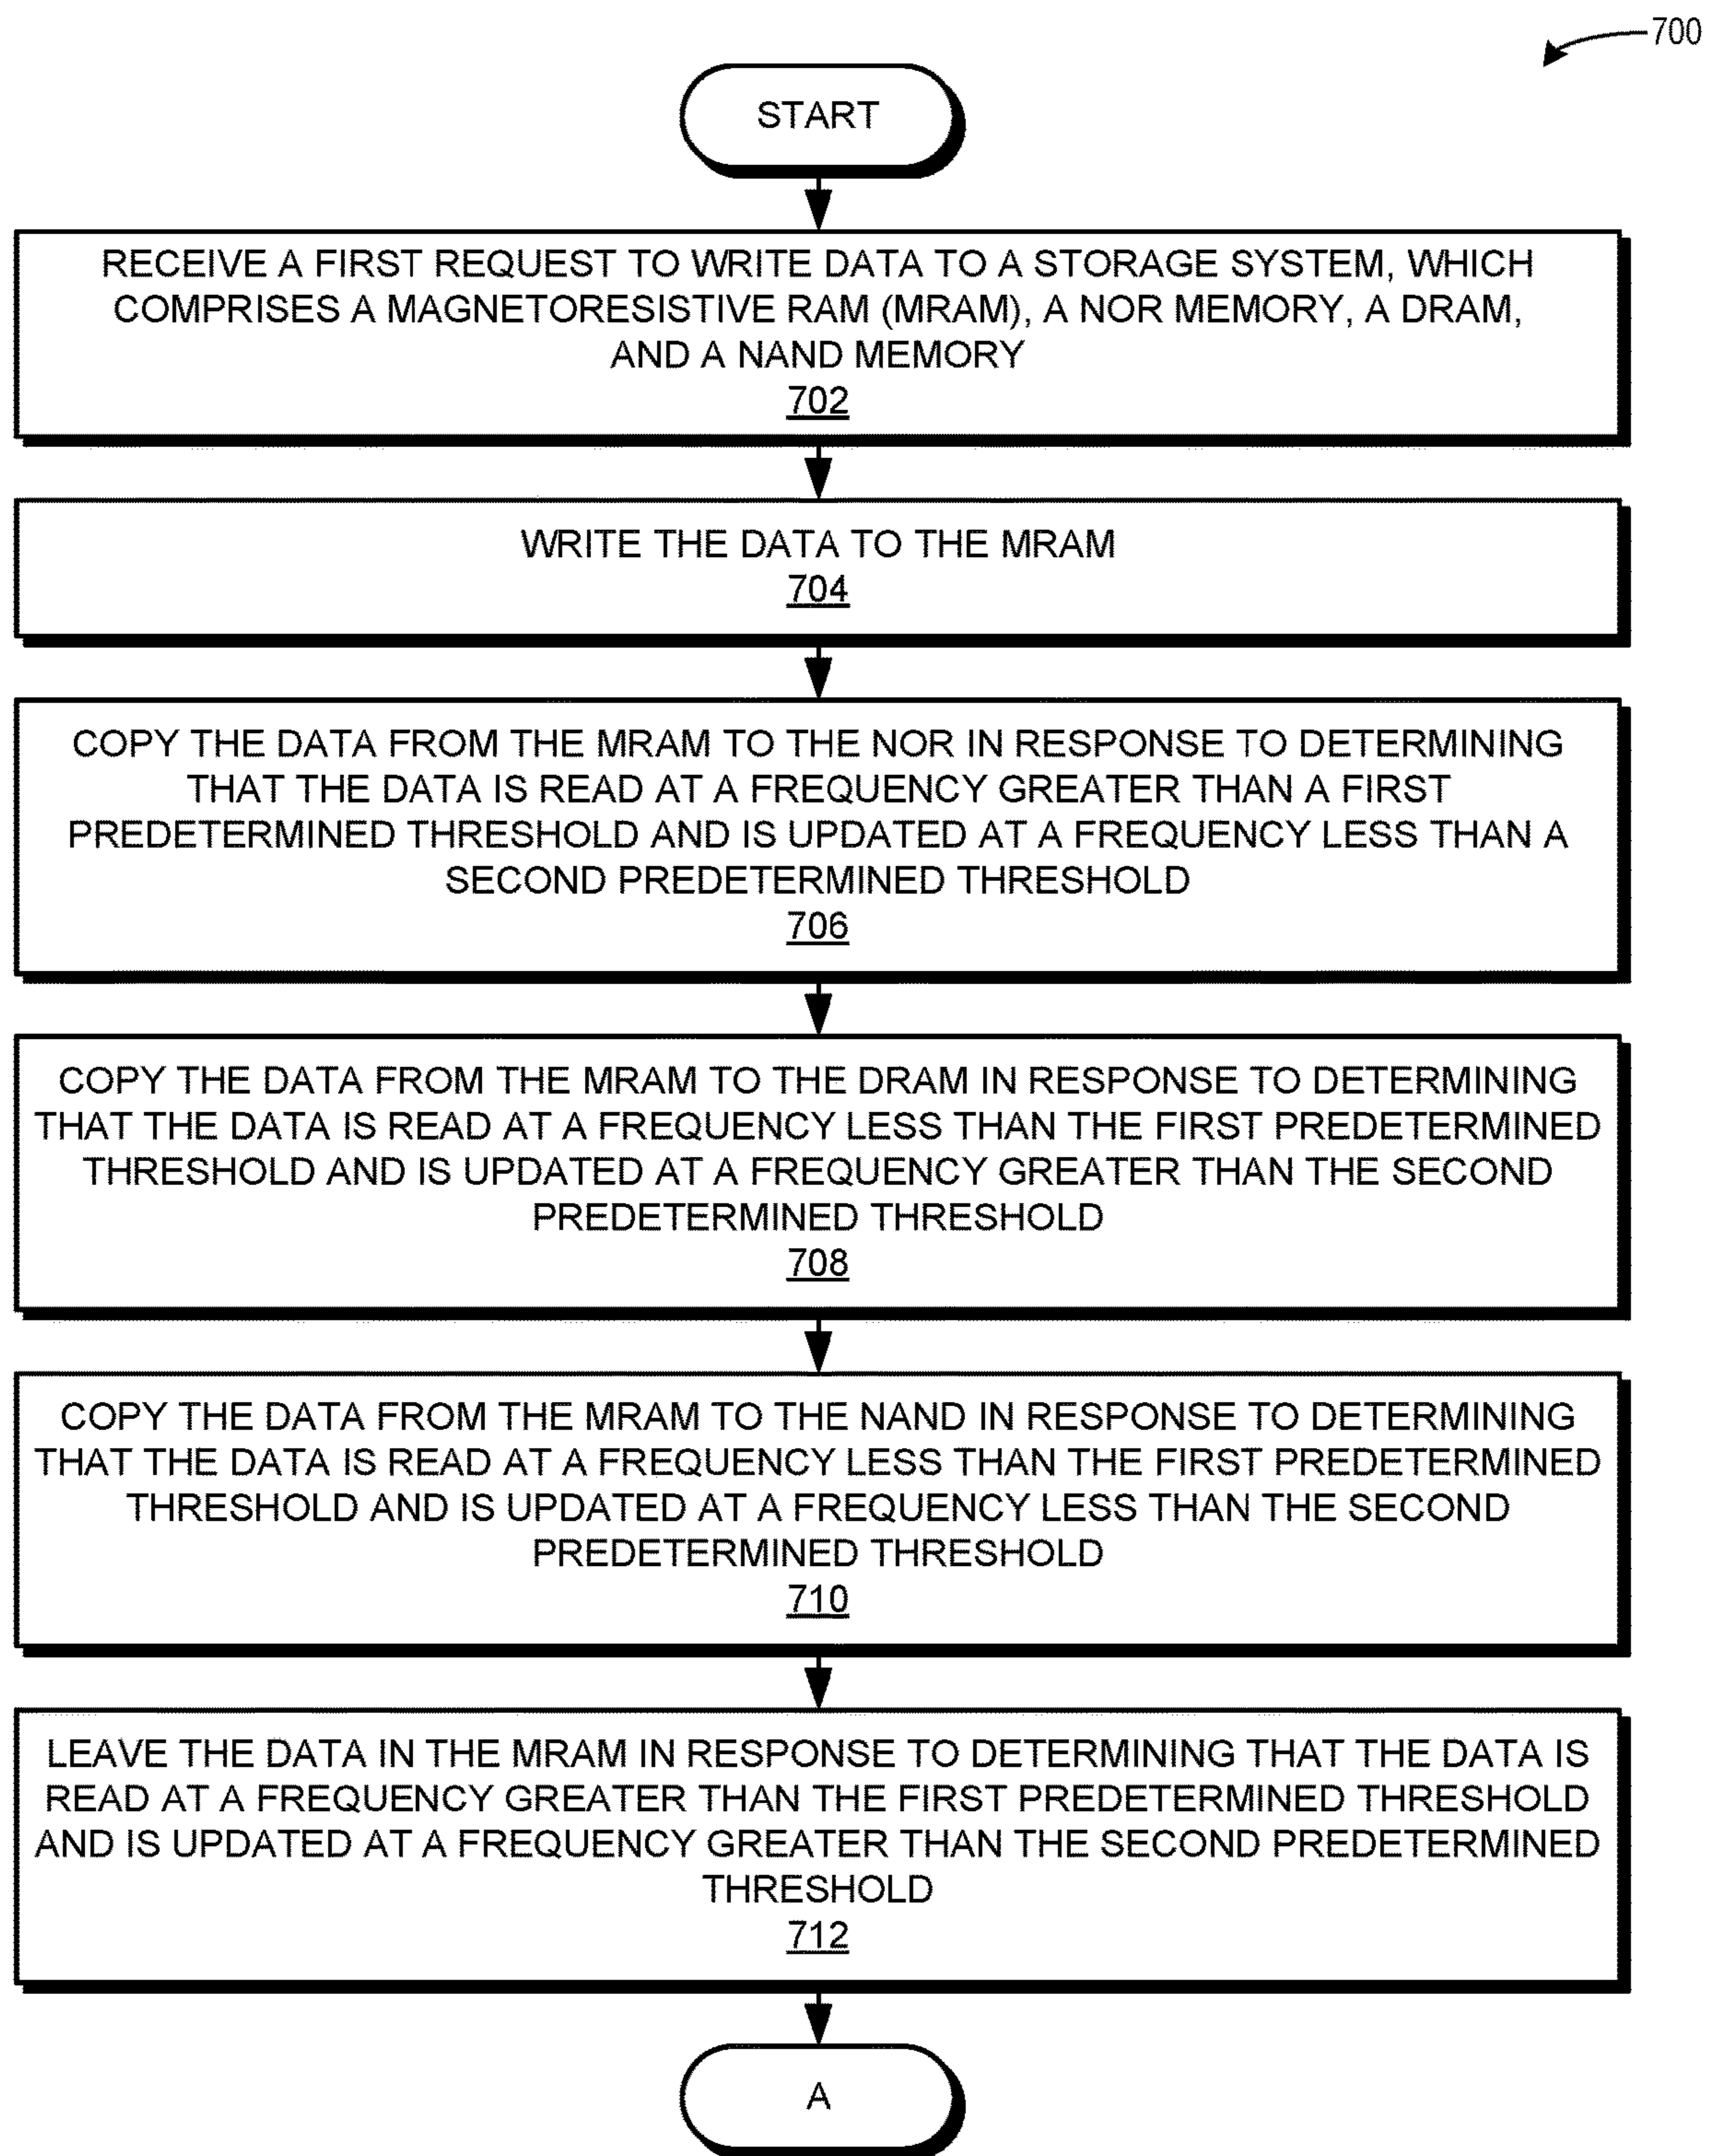 700
START
RECEIVE A FIRST REQUEST TO WRITE DATA TO A STORAGE SYSTEM, WHICH
COMPRISES A MAGNETORESISTIVE RAM (MRAM), A NOR MEMORY, A DRAM,
AND A NAND MEMORY
702
WRITE THE DATA TO THE MRAM
704
COPY THE DATA FROM THE MRAM TO THE NOR IN RESPONSE TO DETERMINING
THAT THE DATA IS READ AT A FREQUENCY GREATER THAN A FIRST
PREDETERMINED THRESHOLD AND IS UPDATED AT A FREQUENCY LESS THAN A
SECOND PREDETERMINED THRESHOLD
706
COPY THE DATA FROM THE MRAM TO THE DRAM IN RESPONSE TO DETERMINING
THAT THE DATA IS READ AT A FREQUENCY LESS THAN THE FIRST PREDETERMINED
THRESHOLD AND IS UPDATED AT A FREQUENCY GREATER THAN THE SECOND
PREDETERMINED THRESHOLD
708
COPY THE DATA FROM THE MRAM TO THE NAND IN RESPONSE TO DETERMINING
THAT THE DATA IS READ AT A FREQUENCY LESS THAN THE FIRST PREDETERMINED
THRESHOLD AND IS UPDATED AT A FREQUENCY LESS THAN THE SECOND
PREDETERMINED THRESHOLD
710
LEAVE THE DATA IN THE MRAM IN RESPONSE TO DETERMINING THAT THE DATA IS
READ AT A FREQUENCY GREATER THAN THE FIRST PREDETERMINED THRESHOLD
AND IS UPDATED AT A FREQUENCY GREATER THAN THE SECOND PREDETERMINED
THRESHOLD
712
A